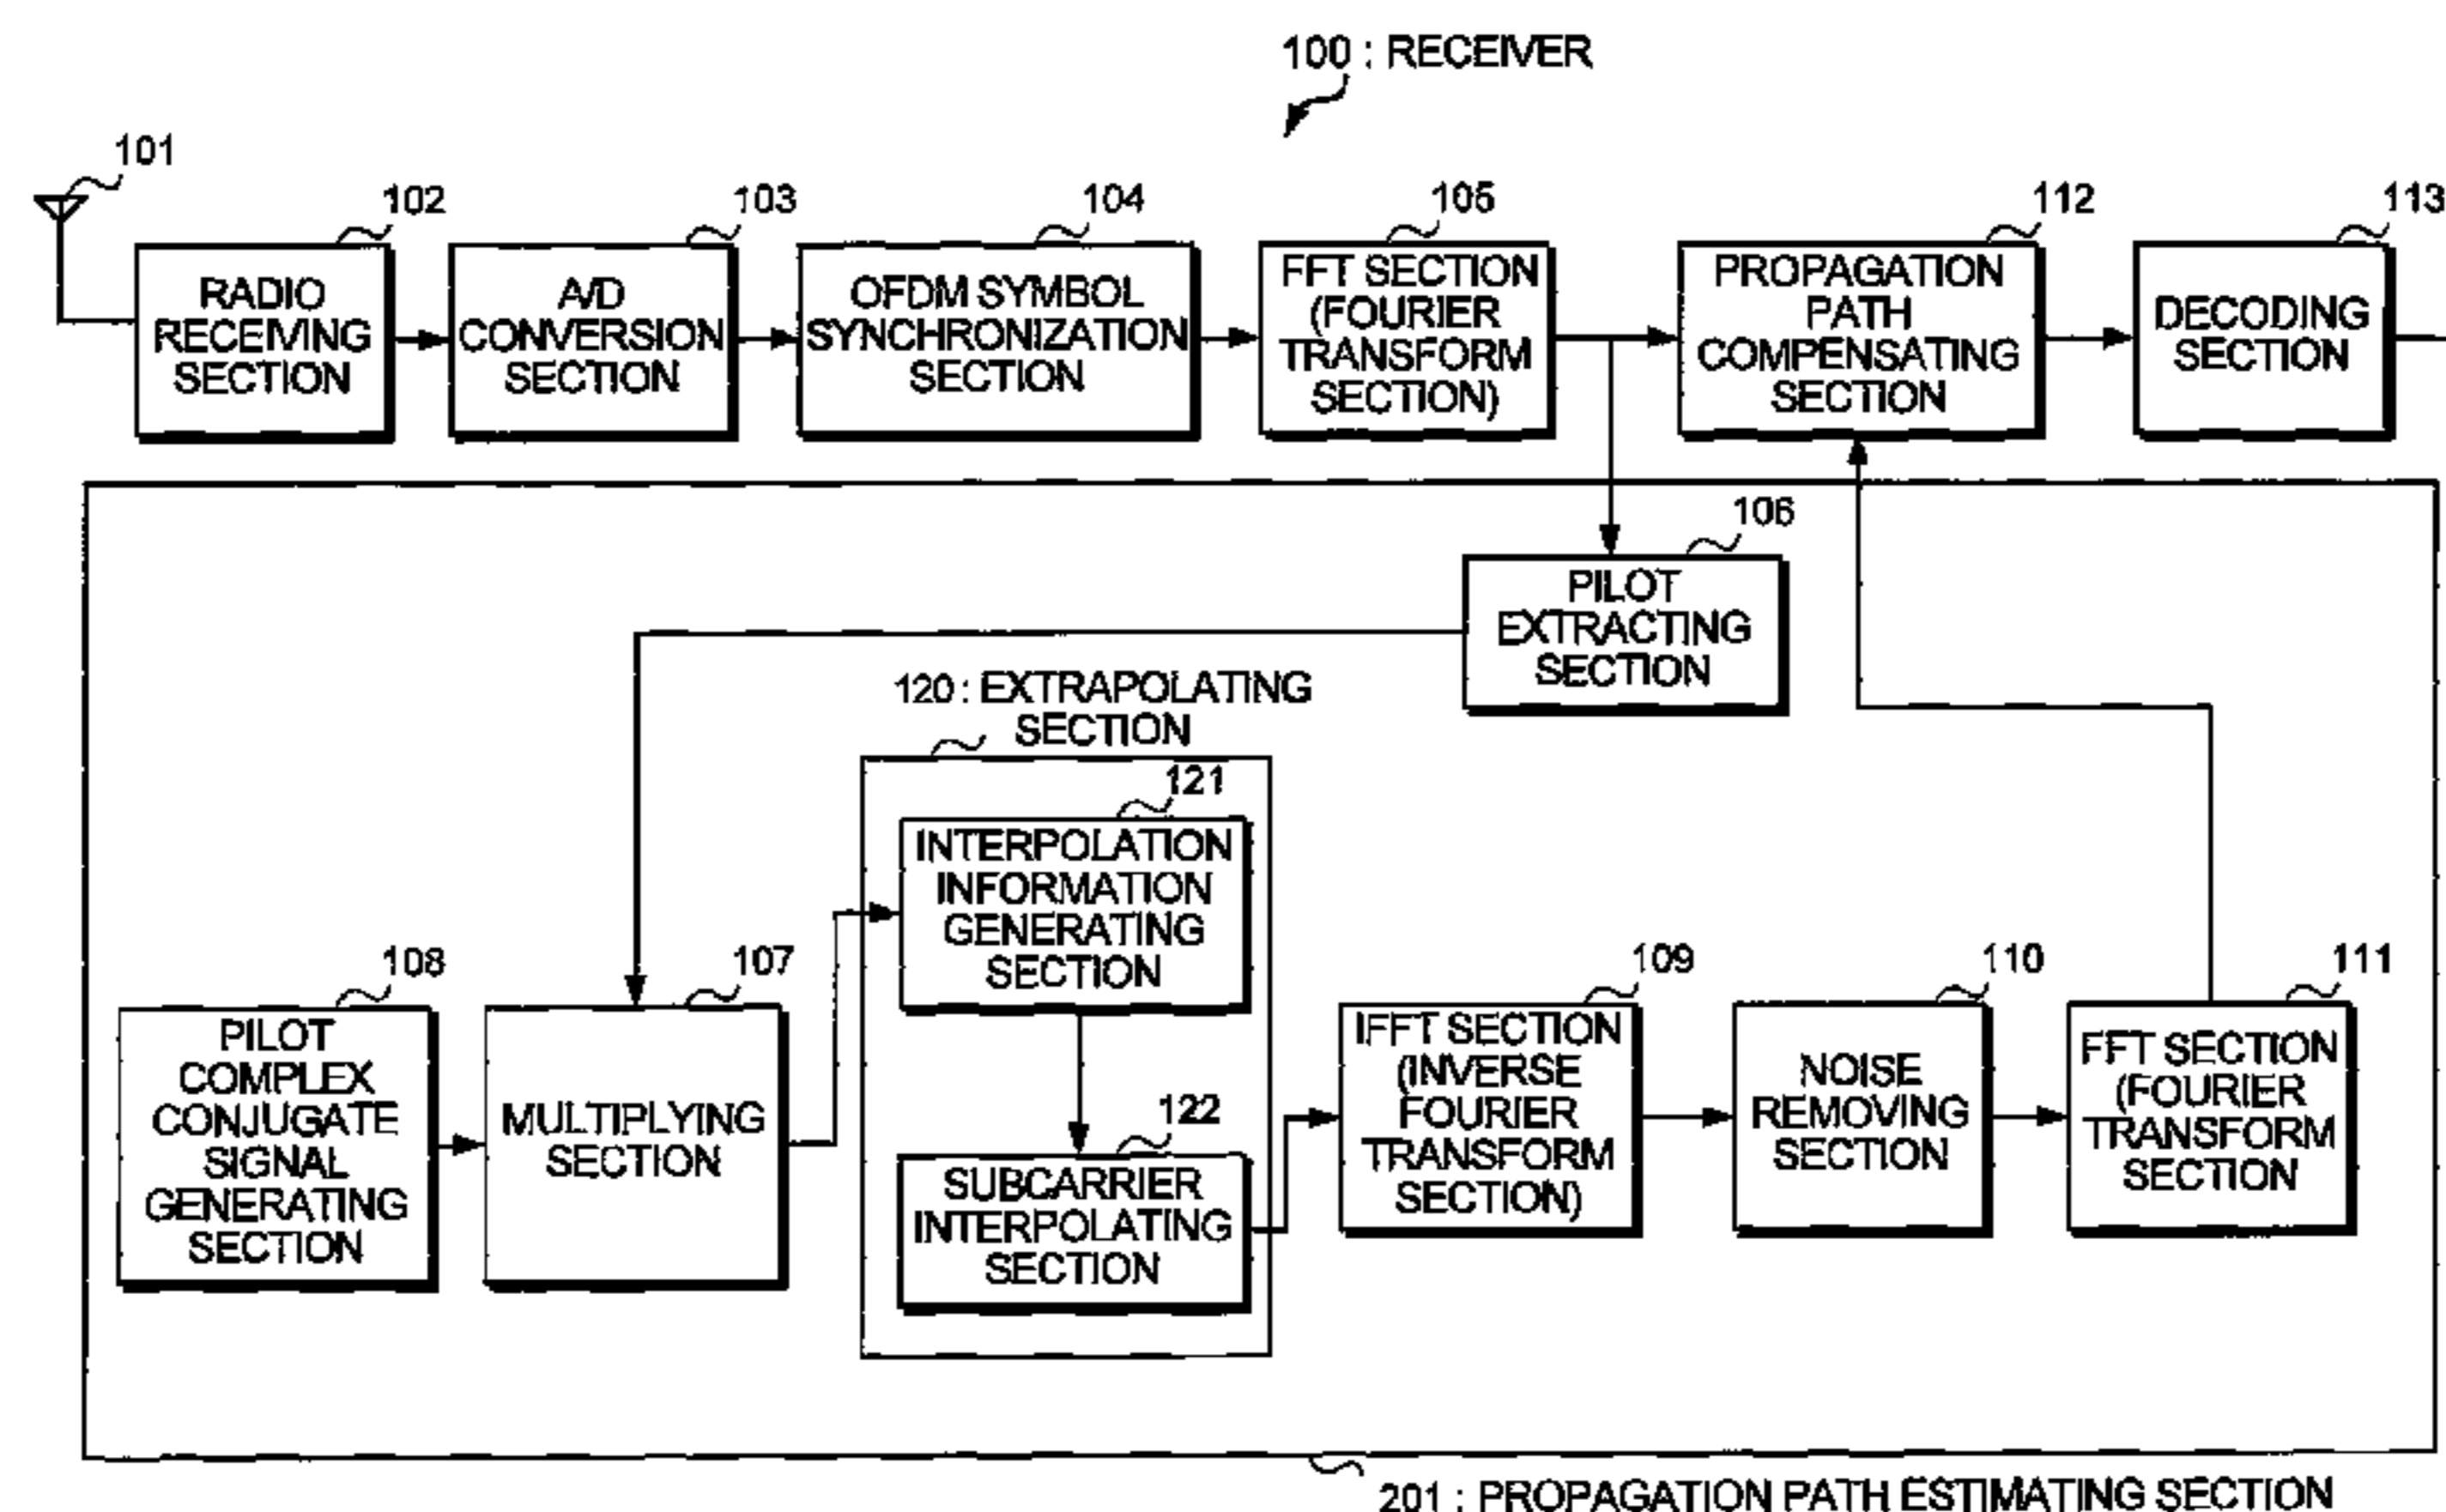 100 : RECEIVER
101
102
103
104
105
112
113
RADIO
RECEIVING
SECTION
A/D
CONVERSION
SECTION
OFDM SYMBOL
SYNCHRONIZATION
SECTION
FFT SECTION
(FOURIER
TRANSFORM
SECTION)
PROPAGATION
PATH
COMPENSATING
SECTION
DECODING
SECTION
106
PILOT
EXTRACTING
SECTION
120 : EXTRAPOLATING
SECTION
121
INTERPOLATION
INFORMATION
GENERATING
SECTION
108
PILOT
COMPLEX
CONJUGATE
SIGNAL
GENERATING
SECTION
107
MULTIPLYING
SECTION
122
SUBCARRIER
INTERPOLATING
SECTION
109
IFFT SECTION
(INVERSE
FOURIER
TRANSFORM
SECTION)
110
NOISE
REMOVING
SECTION
111
FFT SECTION
(FOURIER
TRANSFORM
SECTION
201 : PROPAGATION PATH ESTIMATING SECTION